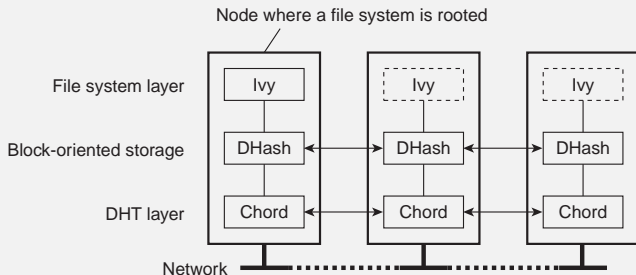 Node where a file system is rooted
File system layer
Ivy
Ivy
Ivy
Block-oriented storage
DHash
DHash
DHash
DHT layer
Chord
Chord
Chord
Network